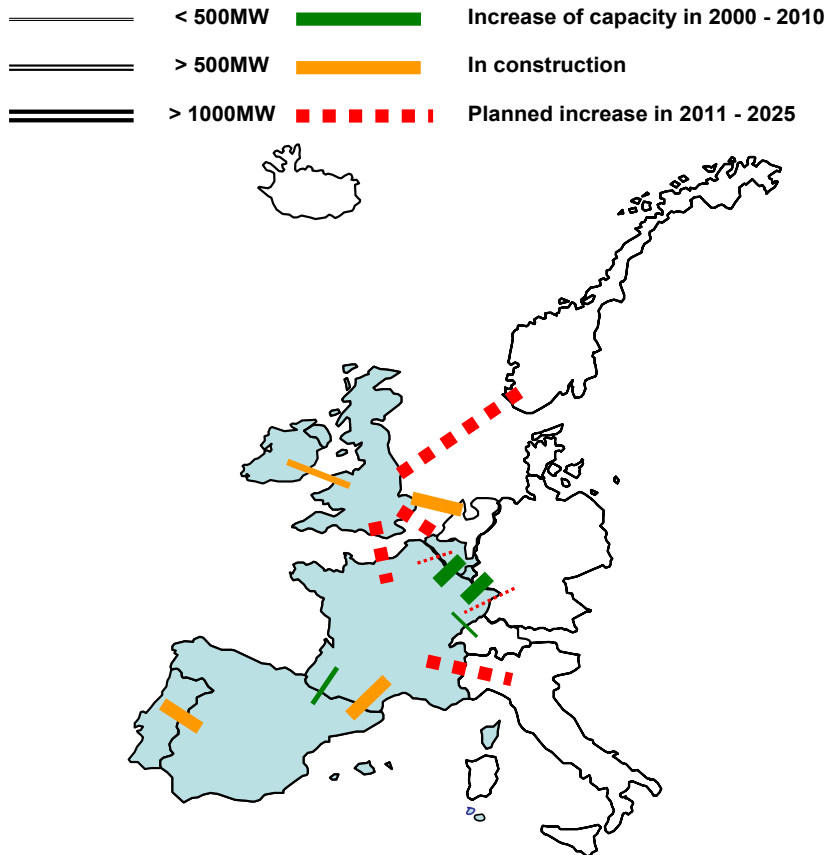 < 500MW Increase of capacity in 2000 - 2010
> 500MW In construction
> 1000MW Planned increase in 2011 - 2025